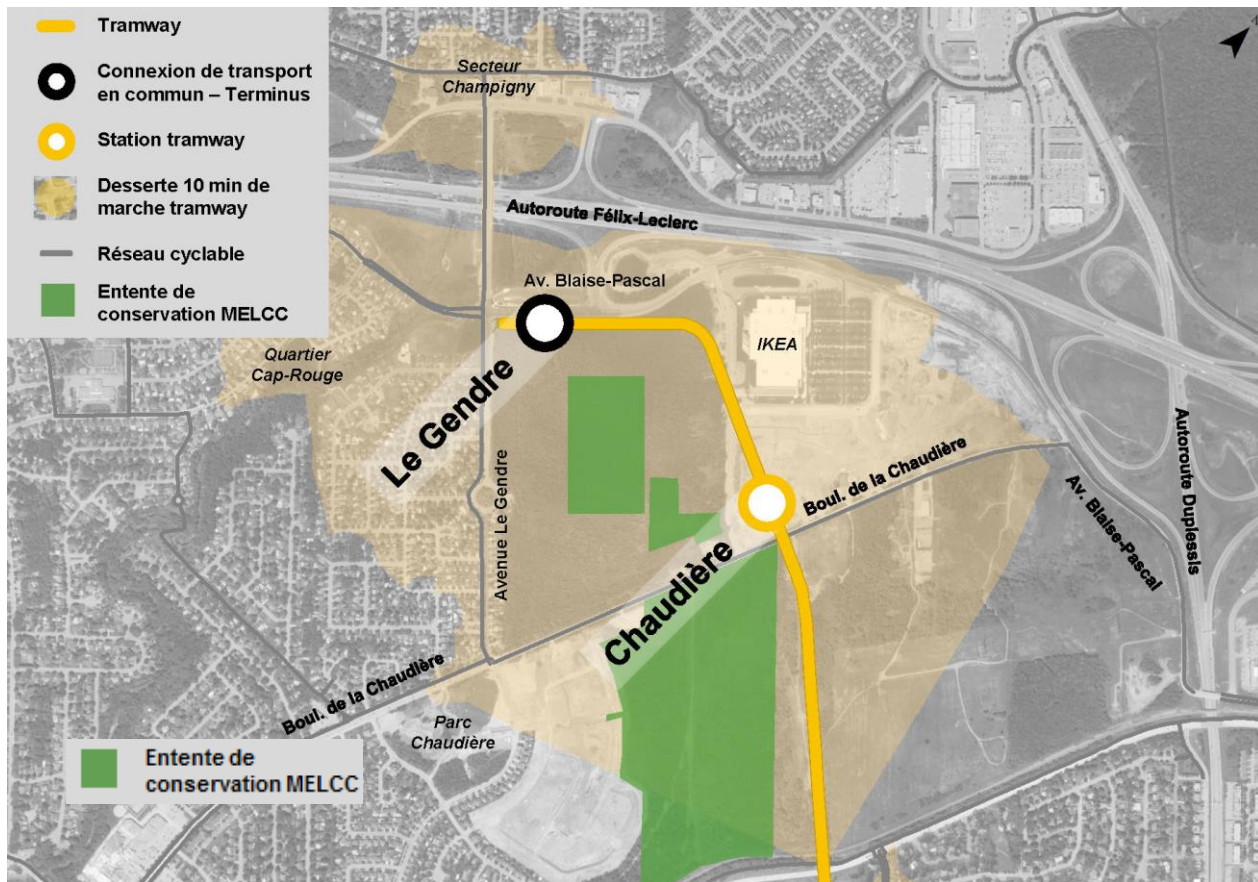 Tramway
Connexion de transport
en commun – Terminus
Station tramway
Desserte 10 min de
marche tramway
Réseau cyclable
Entente de
conservation MELCC
Secteur
Champigny
Autoroute Félix-Leclerc
Av. Blaise-Pascal
IKEA
Quartier
Cap-Rouge
Le Gendre
Avenue Le Gendre
Chaudière
Boul. de la Chaudière
Av. Blaise-Pascal
Autoroute Duplessis
Boul. de la Chaudière
Parc
Chaudière
Entente de
conservation MELCC